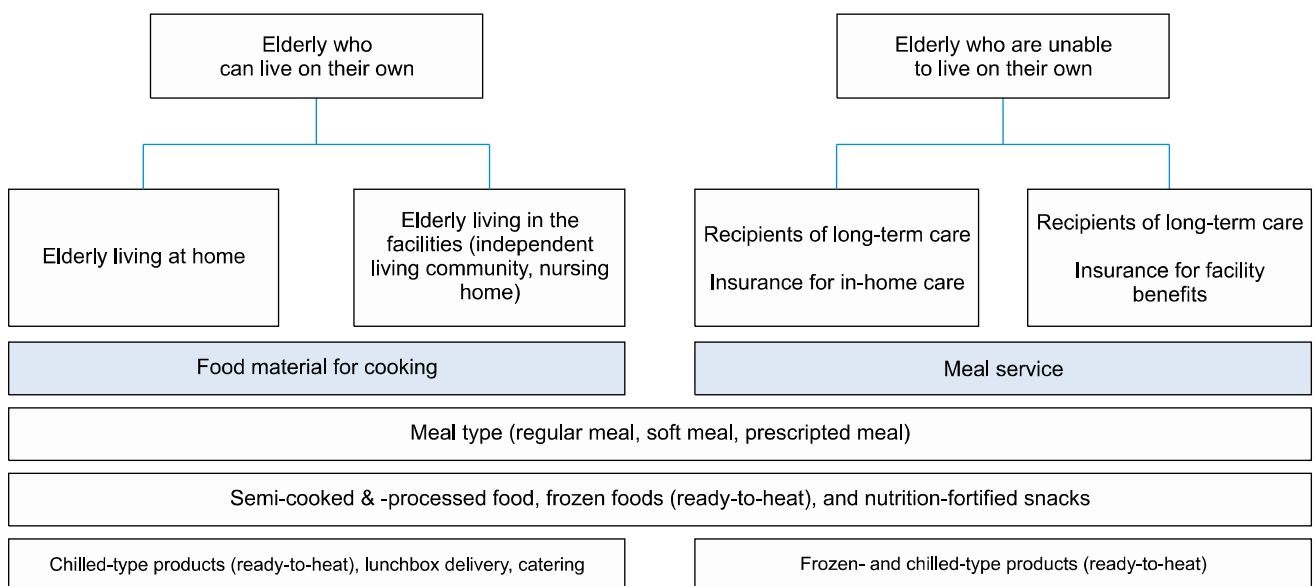 Elderly who
can live on their own
Elderly who are unable
to live on their own
Elderly living at home
Elderly living in the
facilities (independent
living community, nursing
home)
Recipients of long-term care
Insurance for in-home care
Recipients of long-term care
Insurance for facility
benefits
Food material for cooking
Meal service
Meal type (regular meal, soft meal, prescripted meal)
Semi-cooked & -processed food, frozen foods (ready-to-heat), and nutrition-fortified snacks
Chilled-type products (ready-to-heat), lunchbox delivery, catering
Frozen- and chilled-type products (ready-to-heat)